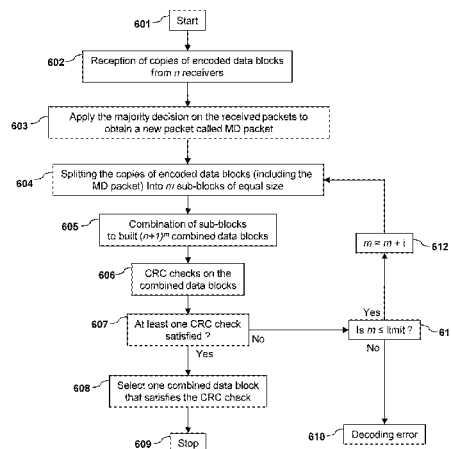 601
Start
602
Reception of copies of encoded data blocks
from n receivers
603
Apply the majority decision on the received packets to
obtain a new packet called MD packet
604
Splitting the copies of encoded data blocks (including the
MD packet) Into m sub-blocks of equal size
605
Combination of sub-blocks
to built (n+1)^m combined data blocks
612
606
CRC checks on the
combined data blocks
607
At least one CRC check
satisfied ?
No
Yes
Is m ≤ limit ?
61
Yes
No
608
Select one combined data block
that satisfies the CRC check
609
Stop
610
Decoding error